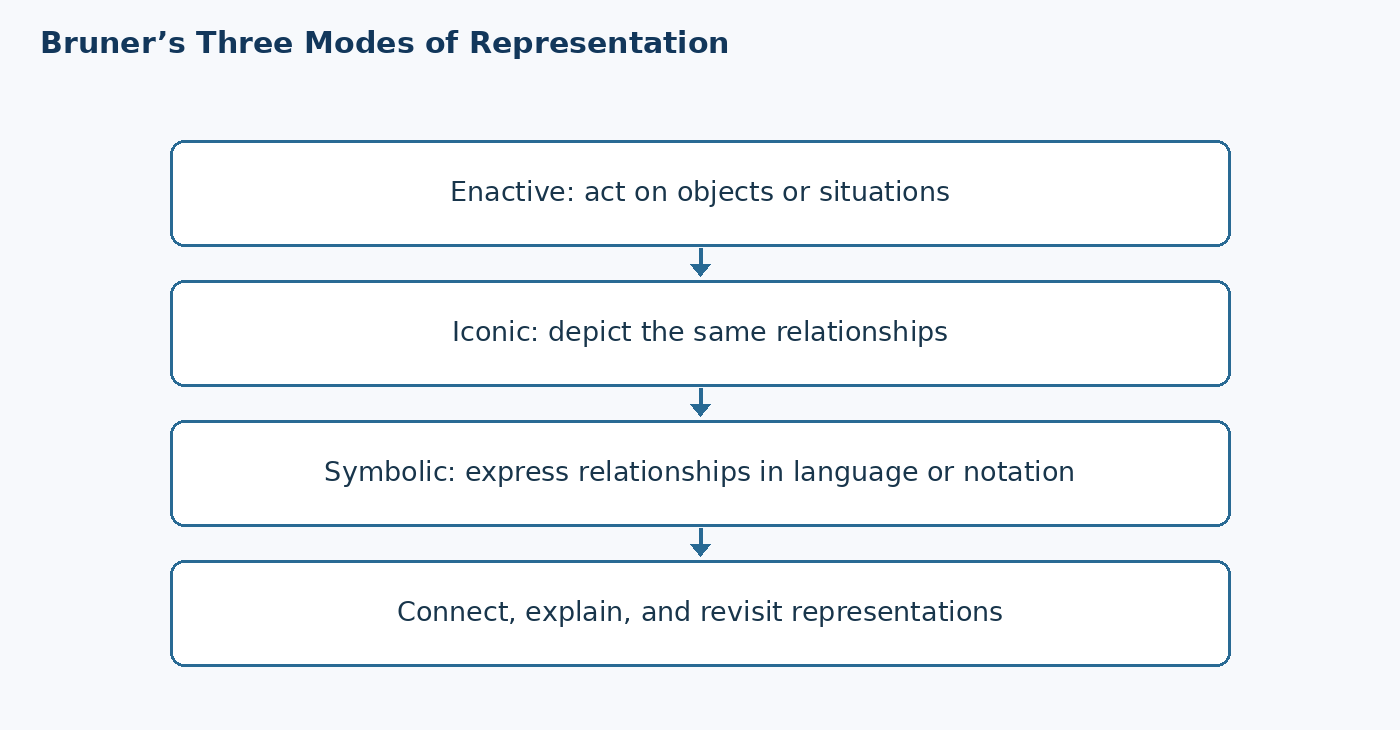 Bruner’s Three Modes of Representation
Enactive: act on objects or situations
Iconic: depict the same relationships
Symbolic: express relationships in language or notation
Connect, explain, and revisit representations